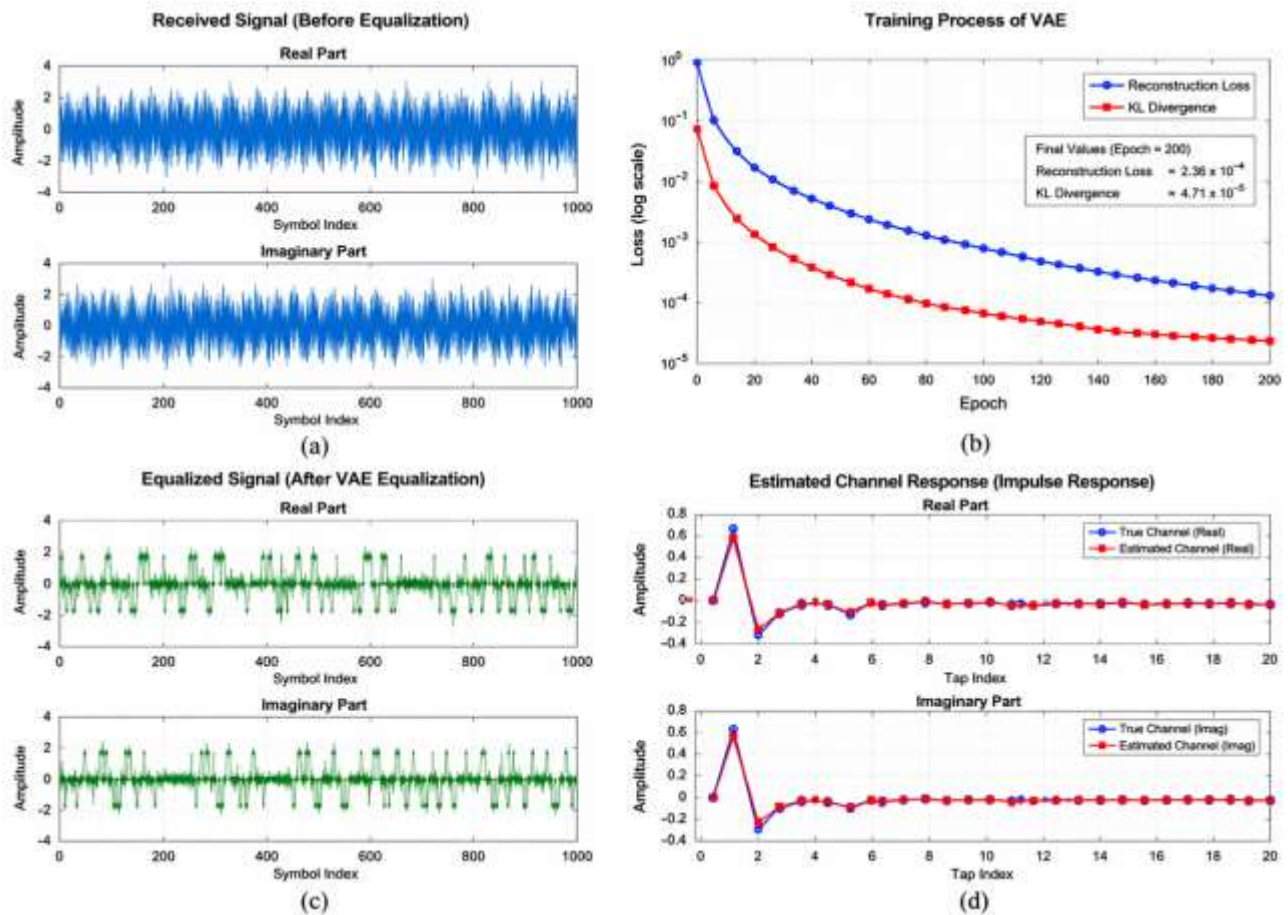 Received Signal (Before Equalization)
Real Part
4
2
0
-2
-4
Amplitude
0 200 400 600 800 1000
Symbol Index
Imaginary Part
4
2
0
-2
-4
Amplitude
0 200 400 600 800 1000
Symbol Index
(a)
Training Process of VAE
10^0
10^-1
10^-2
10^-3
10^-4
10^-5
Loss (log scale)
Reconstruction Loss
KL Divergence
Final Values (Epoch = 200)
Reconstruction Loss ≈ 2.36 x 10^-4
KL Divergence ≈ 4.71 x 10^-5
0 20 40 60 80 100 120 140 160 180 200
Epoch
(b)
Equalized Signal (After VAE Equalization)
Real Part
4
2
0
-2
-4
Amplitude
0 200 400 600 800 1000
Symbol Index
Imaginary Part
4
2
0
-2
-4
Amplitude
0 200 400 600 800 1000
Symbol Index
(c)
Estimated Channel Response (Impulse Response)
Real Part
0.8
0.6
0.4
0.2
0
-0.2
-0.4
Amplitude
True Channel (Real)
Estimated Channel (Real)
0 2 4 6 8 10 12 14 16 18 20
Tap Index
Imaginary Part
0.8
0.6
0.4
0.2
0
-0.2
-0.4
Amplitude
True Channel (Imag)
Estimated Channel (Imag)
0 2 4 6 8 10 12 14 16 18 20
Tap Index
(d)